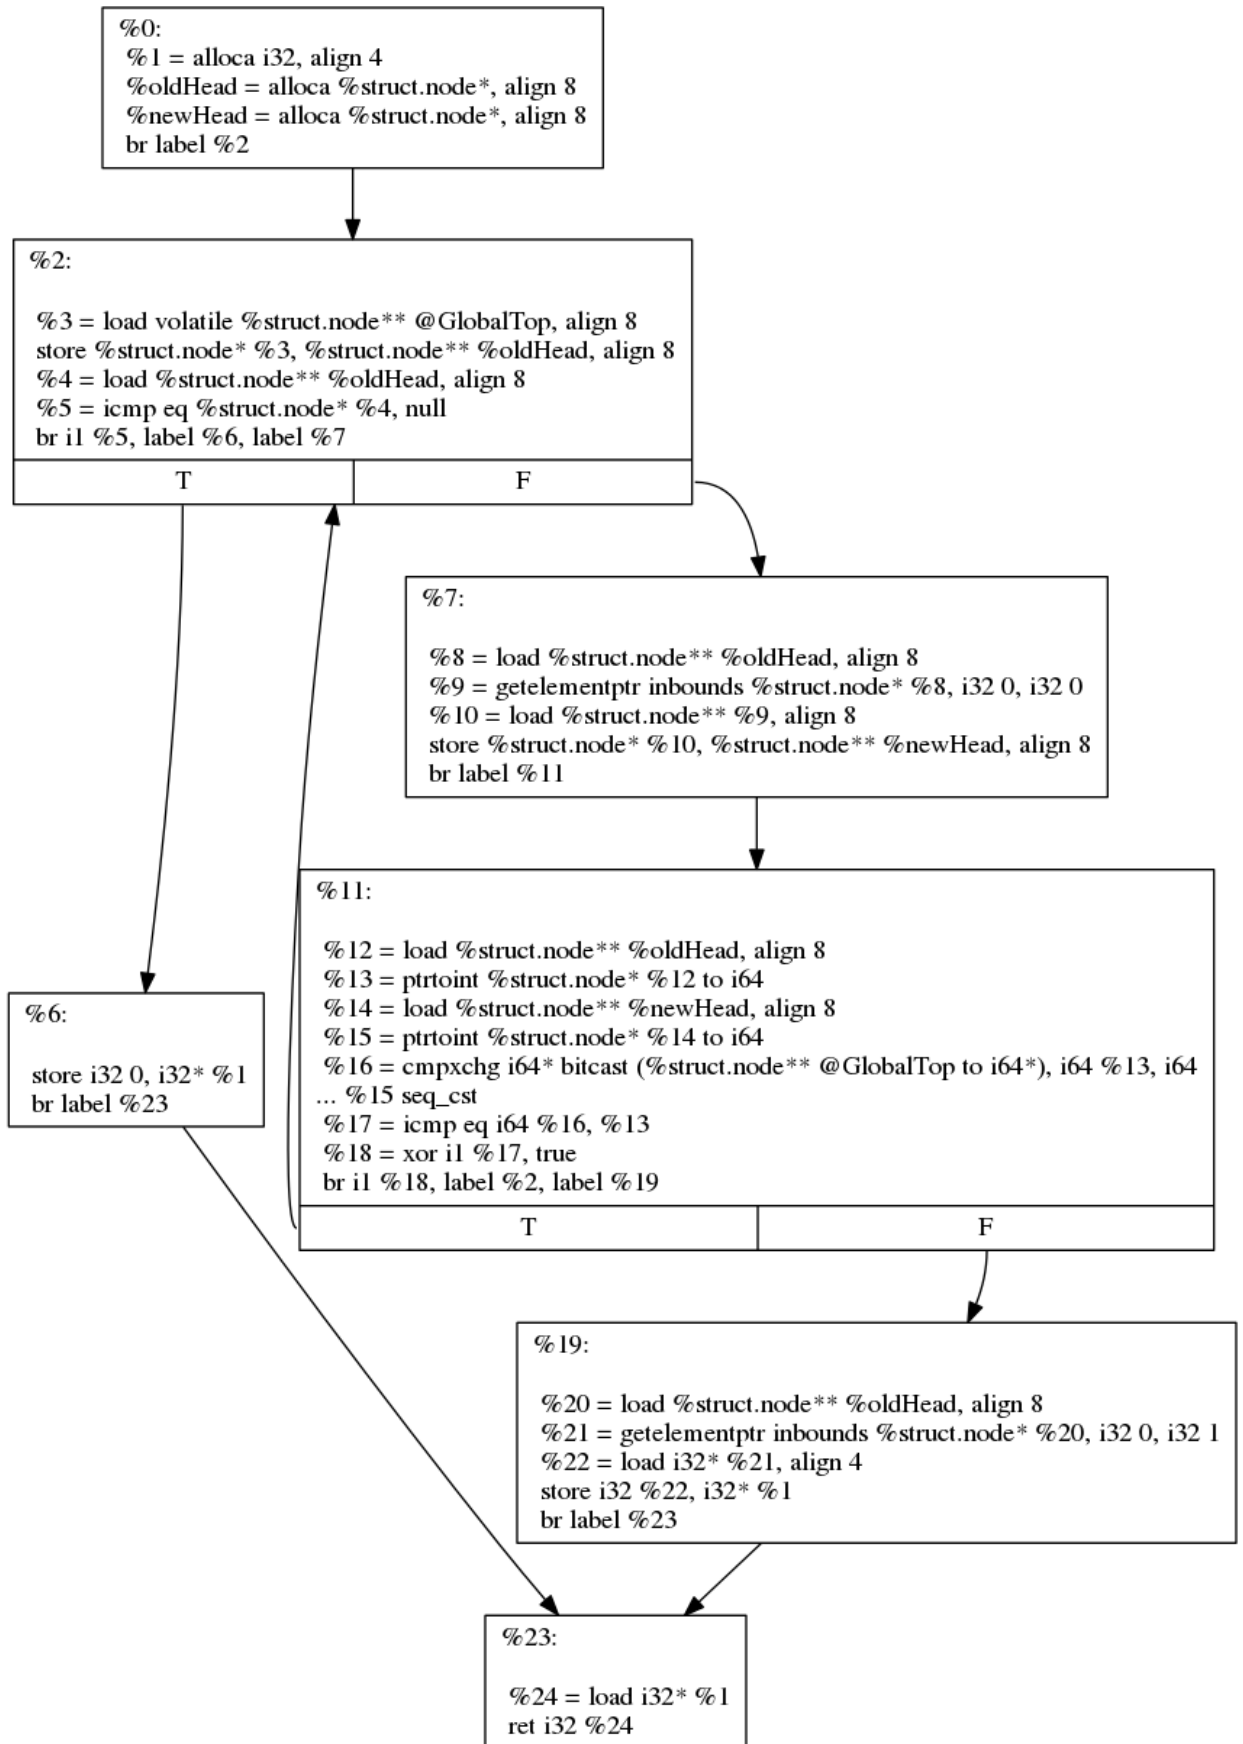 %0:
%1 = alloca i32, align 4
%oldHead = alloca %struct.node*, align 8
%newHead = alloca %struct.node*, align 8
br label %2
%2:
%3 = load volatile %struct.node** @GlobalTop, align 8
store %struct.node* %3, %struct.node** %oldHead, align 8
%4 = load %struct.node** %oldHead, align 8
%5 = icmp eq %struct.node* %4, null
br i1 %5, label %6, label %7
T F
%7:
%8 = load %struct.node** %oldHead, align 8
%9 = getelementptr inbounds %struct.node* %8, i32 0, i32 0
%10 = load %struct.node** %9, align 8
store %struct.node* %10, %struct.node** %newHead, align 8
br label %11
%11:
%12 = load %struct.node** %oldHead, align 8
%13 = ptrtoint %struct.node* %12 to i64
%14 = load %struct.node** %newHead, align 8
%15 = ptrtoint %struct.node* %14 to i64
%16 = cmpxchg i64* bitcast (%struct.node** @GlobalTop to i64*), i64 %13, i64
... %15 seq_cst
%17 = icmp eq i64 %16, %13
%18 = xor i1 %17, true
br i1 %18, label %2, label %19
T F
%6:
store i32 0, i32* %1
br label %23
%19:
%20 = load %struct.node** %oldHead, align 8
%21 = getelementptr inbounds %struct.node* %20, i32 0, i32 1
%22 = load i32* %21, align 4
store i32 %22, i32* %1
br label %23
%23:
%24 = load i32* %1
ret i32 %24